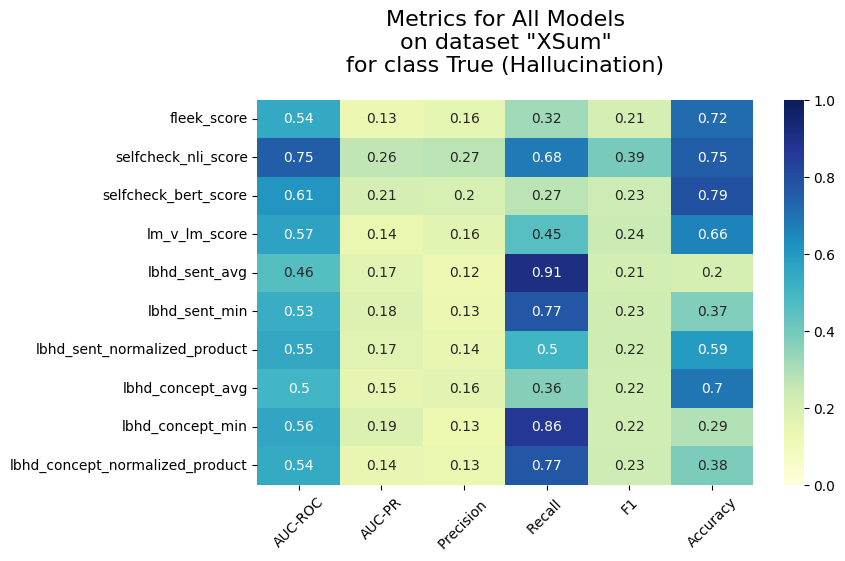 Metrics for All Models
on dataset "XSum"
for class True (Hallucination)
fleek_score 0.54 0.13 0.16 0.32 0.21 0.72
selfcheck_nli_score 0.75 0.26 0.27 0.68 0.39 0.75
selfcheck_bert_score 0.61 0.21 0.2 0.27 0.23 0.79
lm_v_lm_score 0.57 0.14 0.16 0.45 0.24 0.66
lbhd_sent_avg 0.46 0.17 0.12 0.91 0.21 0.2
lbhd_sent_min 0.53 0.18 0.13 0.77 0.23 0.37
lbhd_sent_normalized_product 0.55 0.17 0.14 0.5 0.22 0.59
lbhd_concept_avg 0.5 0.15 0.16 0.36 0.22 0.7
lbhd_concept_min 0.56 0.19 0.13 0.86 0.22 0.29
lbhd_concept_normalized_product 0.54 0.14 0.13 0.77 0.23 0.38
AUC-ROC AUC-PR Precision Recall F1 Accuracy
1.0
0.8
0.6
0.4
0.2
0.0